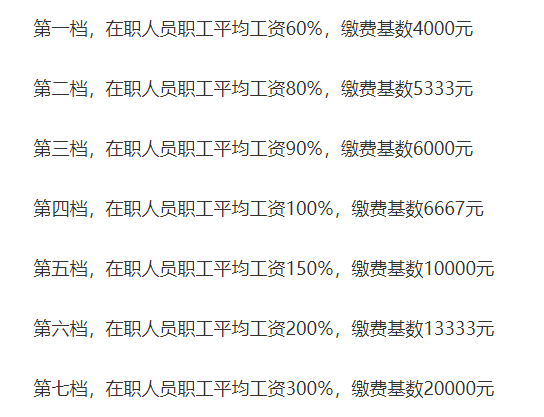 第一档，在职人员职工平均工资60%，缴费基数4000元
第二档，在职人员职工平均工资80%，缴费基数5333元
第三档，在职人员职工平均工资90%，缴费基数6000元
第四档，在职人员职工平均工资100%，缴费基数6667元
第五档，在职人员职工平均工资150%，缴费基数10000元
第六档，在职人员职工平均工资200%，缴费基数13333元
第七档，在职人员职工平均工资300%，缴费基数20000元